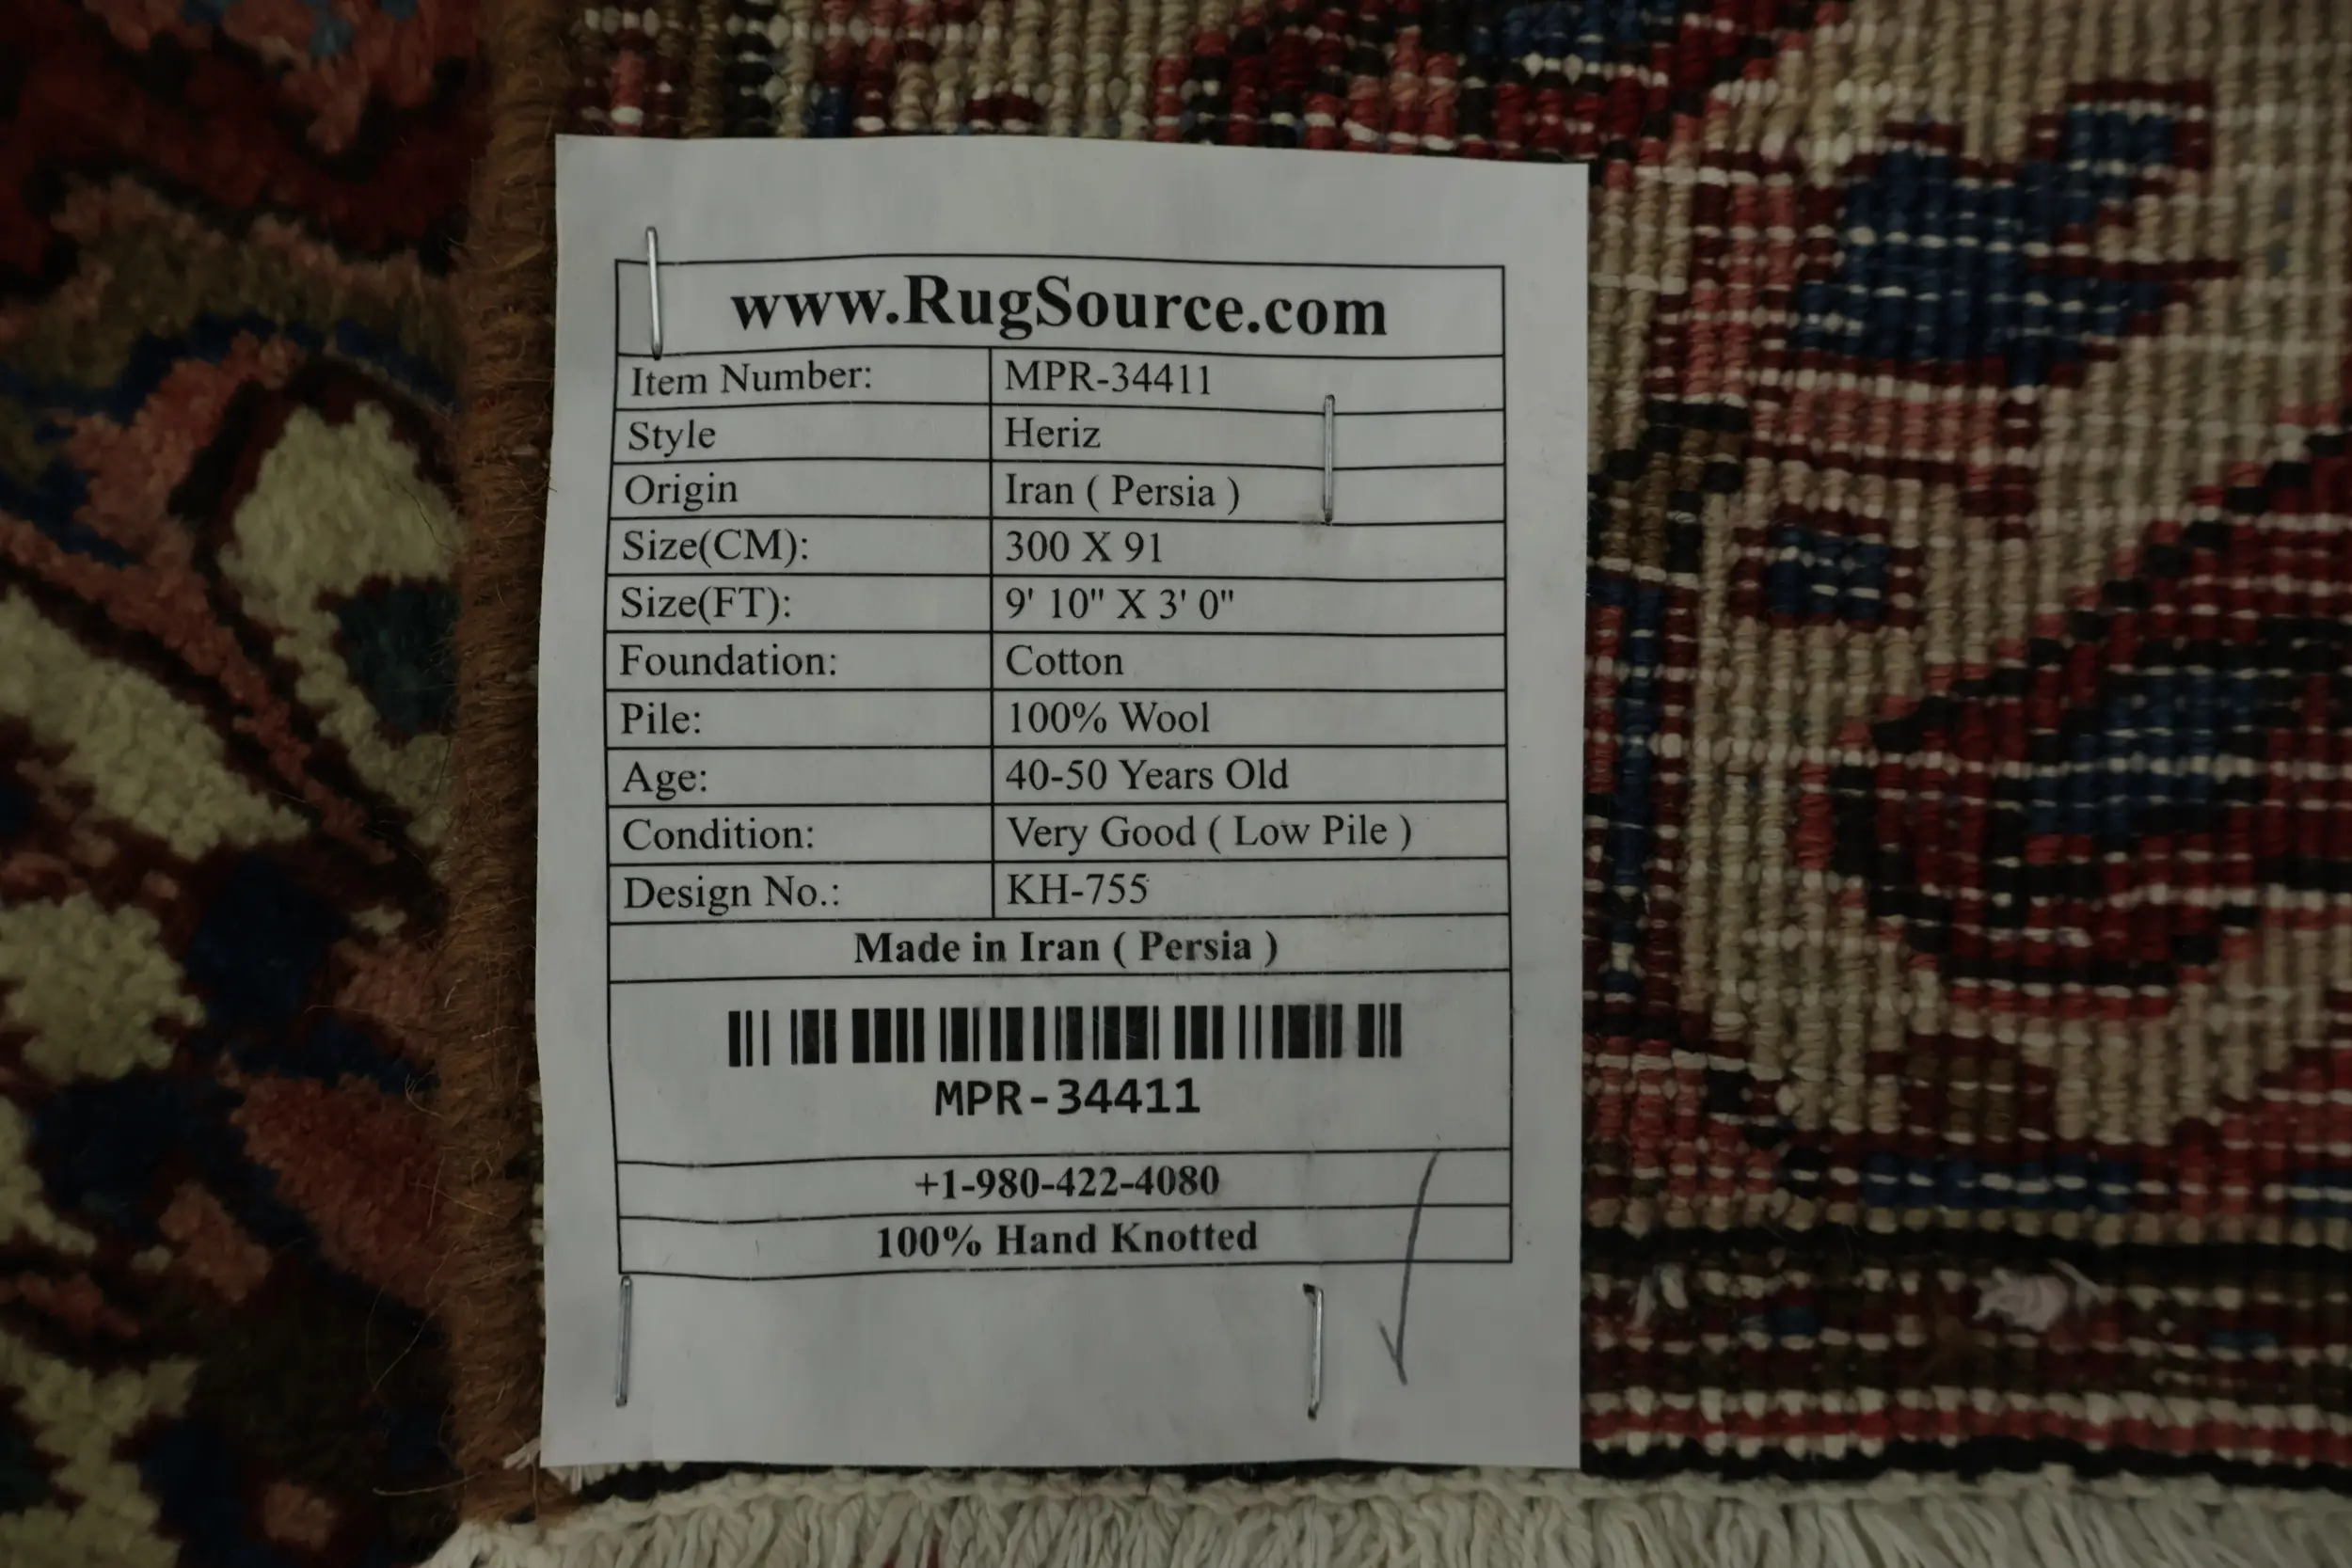 www.RugSource.com
Item Number: MPR-34411
Style Heriz
Origin Iran ( Persia )
Size(CM): 300 X 91
Size(FT): 9' 10" X 3' 0"
Foundation: Cotton
Pile: 100% Wool
Age: 40-50 Years Old
Condition: Very Good ( Low Pile )
Design No.: KH-755
Made in Iran ( Persia )
MPR-34411
+1-980-422-4080
100% Hand Knotted